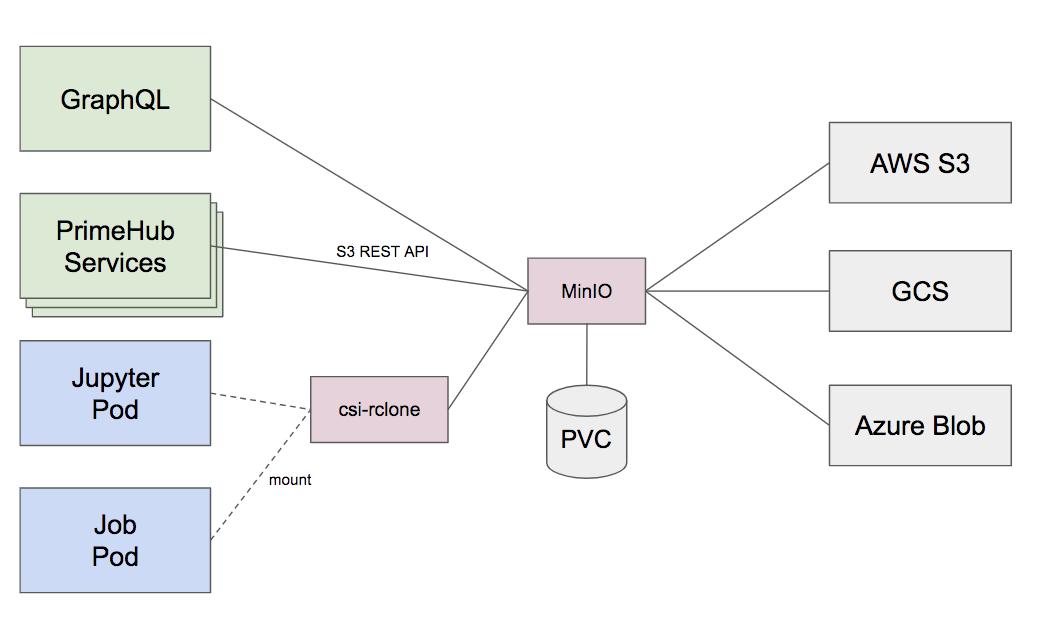 GraphQL
PrimeHub
Services
S3 REST API
Jupyter
Pod
csi-rclone
mount
Job
Pod
MinIO
PVC
AWS S3
GCS
Azure Blob